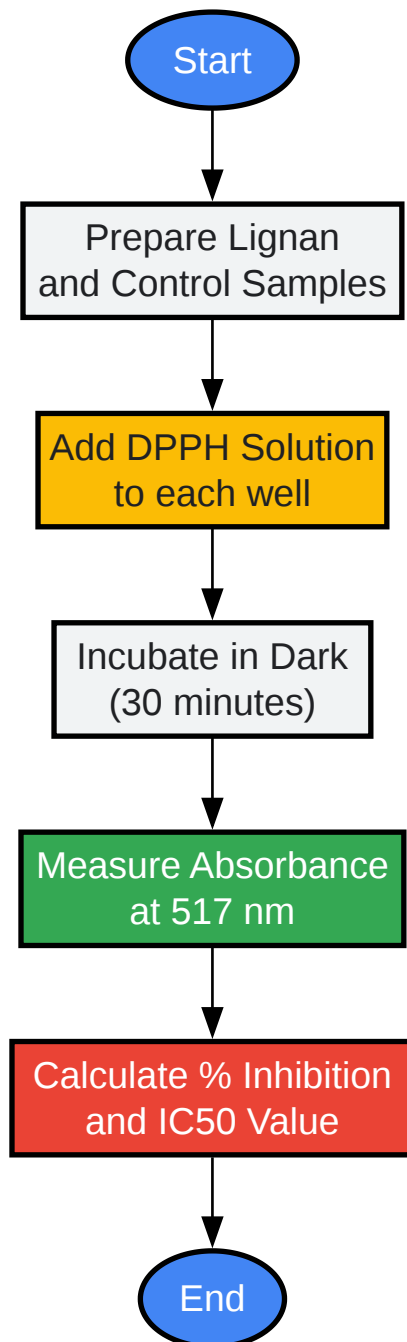 Start
Prepare Lignan
and Control Samples
Add DPPH Solution
to each well
Incubate in Dark
(30 minutes)
Measure Absorbance
at 517 nm
Calculate % Inhibition
and IC50 Value
End